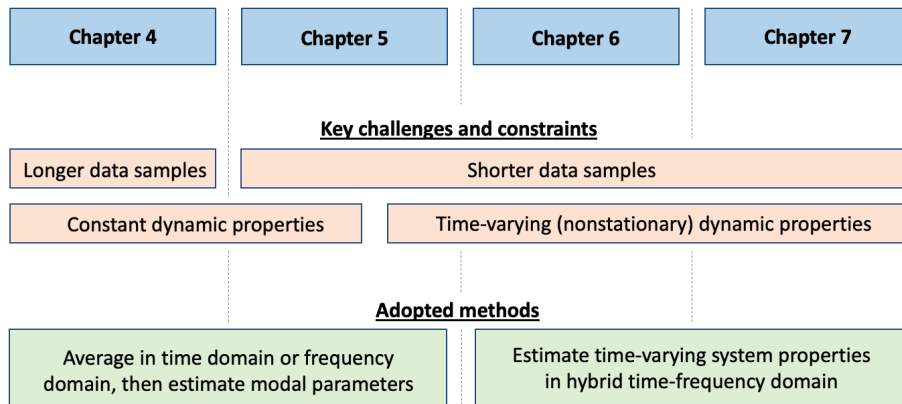 Chapter 4
Chapter 5
Chapter 6
Chapter 7
Key challenges and constraints
Longer data samples
Shorter data samples
Constant dynamic properties
Time-varying (nonstationary) dynamic properties
Adopted methods
Average in time domain or frequency
domain, then estimate modal parameters
Estimate time-varying system properties
in hybrid time-frequency domain